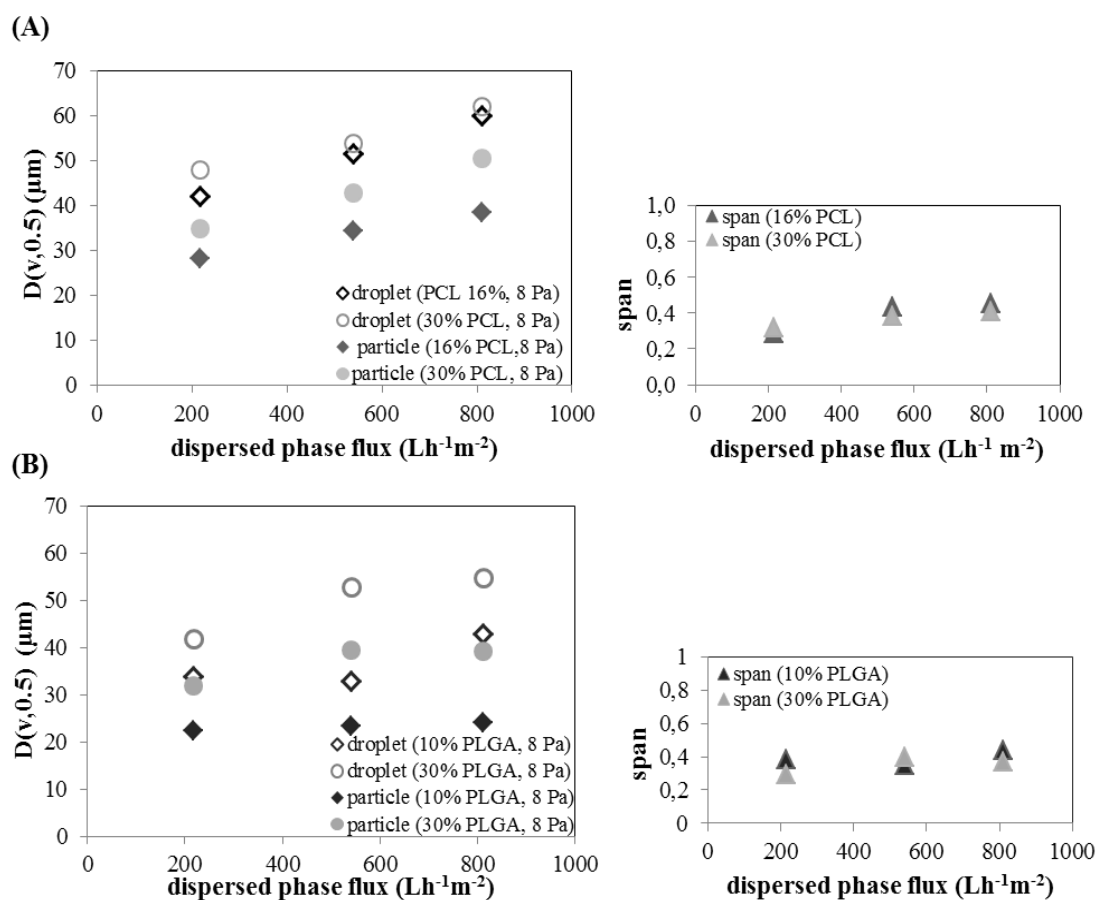 (A)
70
60
50
40
30
20
10
0
D(v,0.5) (µm)
◇droplet (PCL 16%, 8 Pa)
○droplet (30% PCL, 8 Pa)
◆ particle (16% PCL,8 Pa)
● particle (30% PCL, 8 Pa)
0 200 400 600 800 1000
dispersed phase flux (Lh⁻¹m⁻²)
1,0
0,8
0,6
0,4
0,2
0,0
span
▲ span (16% PCL)
▲ span (30% PCL)
0 200 400 600 800 1000
dispersed phase flux (Lh⁻¹ m⁻²)
(B)
70
60
50
40
30
20
10
0
D(v,0.5) (µm)
◇droplet (10% PLGA, 8 Pa)
○droplet (30% PLGA, 8 Pa)
◆ particle (10% PLGA, 8 Pa)
● particle (30% PLGA, 8 Pa)
0 200 400 600 800 1000
dispersed phase flux (Lh⁻¹m⁻²)
1
0,8
0,6
0,4
0,2
0
span
▲ span (10% PLGA)
▲ span (30% PLGA)
0 200 400 600 800 1000
dispersed phase flux (Lh⁻¹m⁻²)